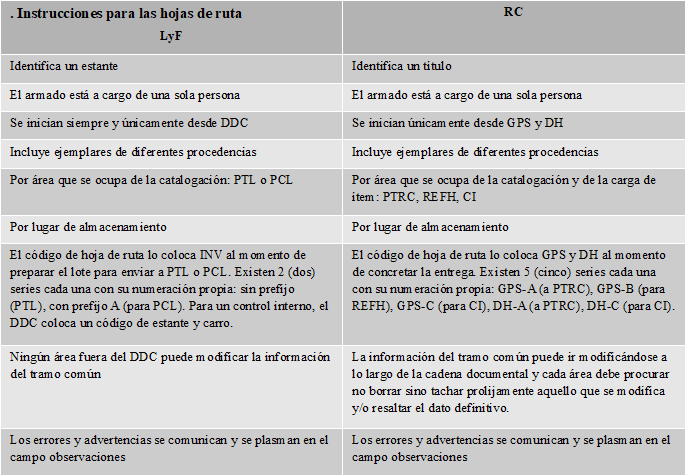 . Instrucciones para las hojas de ruta
LyF
RC
Identifica un estante
Identifica un título
El armado está a cargo de una sola persona
El armado está a cargo de una sola persona
Se inician siempre y únicamente desde DDC
Se inician únicamente desde GPS y DH
Incluye ejemplares de diferentes procedencias
Incluye ejemplares de diferentes procedencias
Por área que se ocupa de la catalogación: PTL o PCL
Por área que se ocupa de la catalogación y de la carga de
ítem: PTRC, REFH, CI
Por lugar de almacenamiento
Por lugar de almacenamiento
El código de hoja de ruta lo coloca INV al momento de
preparar el lote para enviar a PTL o PCL. Existen 2 (dos)
series cada una con su numeración propia: sin prefijo
(PTL), con prefijo A (para PCL). Para un control interno, el
DDC coloca un código de estante y carro.
El código de hoja de ruta lo coloca GPS y DH al momento
de concretar la entrega. Existen 5 (cinco) series cada una
con su numeración propia: GPS-A (a PTRC), GPS-B (para
REFH), GPS-C (para CI), DH-A (a PTRC), DH-C (para CI).
Ningún área fuera del DDC puede modificar la información
del tramo común
La información del tramo común puede ir modificándose a
lo largo de la cadena documental y cada área debe procurar
no borrar sino tachar prolijamente aquello que se modifica
y/o resaltar el dato definitivo.
Los errores y advertencias se comunican y se plasman en el
campo observaciones
Los errores y advertencias se comunican y se plasman en el
campo observaciones